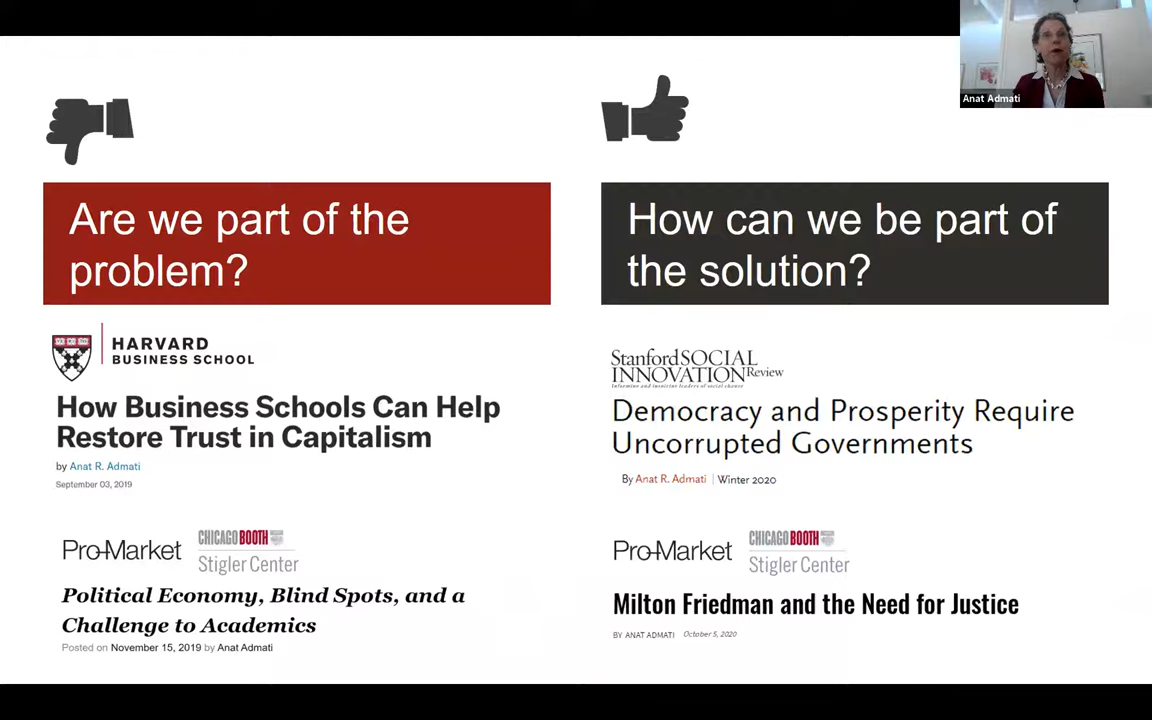 Anat Admati
Are we part of the
problem?
HARVARD
BUSINESS SCHOOL
How Business Schools Can Help
Restore Trust in Capitalism
by Anat R. Admati
September 03, 2019
Pro-Market
CHICAGO BOOTH
Stigler Center
Political Economy, Blind Spots, and a
Challenge to Academics
Posted on November 15, 2019 by Anat Admati
How can we be part of
the solution?
Stanford SOCIAL
INNOVATION Review
Informing and inspiring leaders of social change
Democracy and Prosperity Require
Uncorrupted Governments
By Anat R. Admati | Winter 2020
Pro-Market
CHICAGO BOOTH
Stigler Center
Milton Friedman and the Need for Justice
BY ANAT ADMATI October 5, 2020